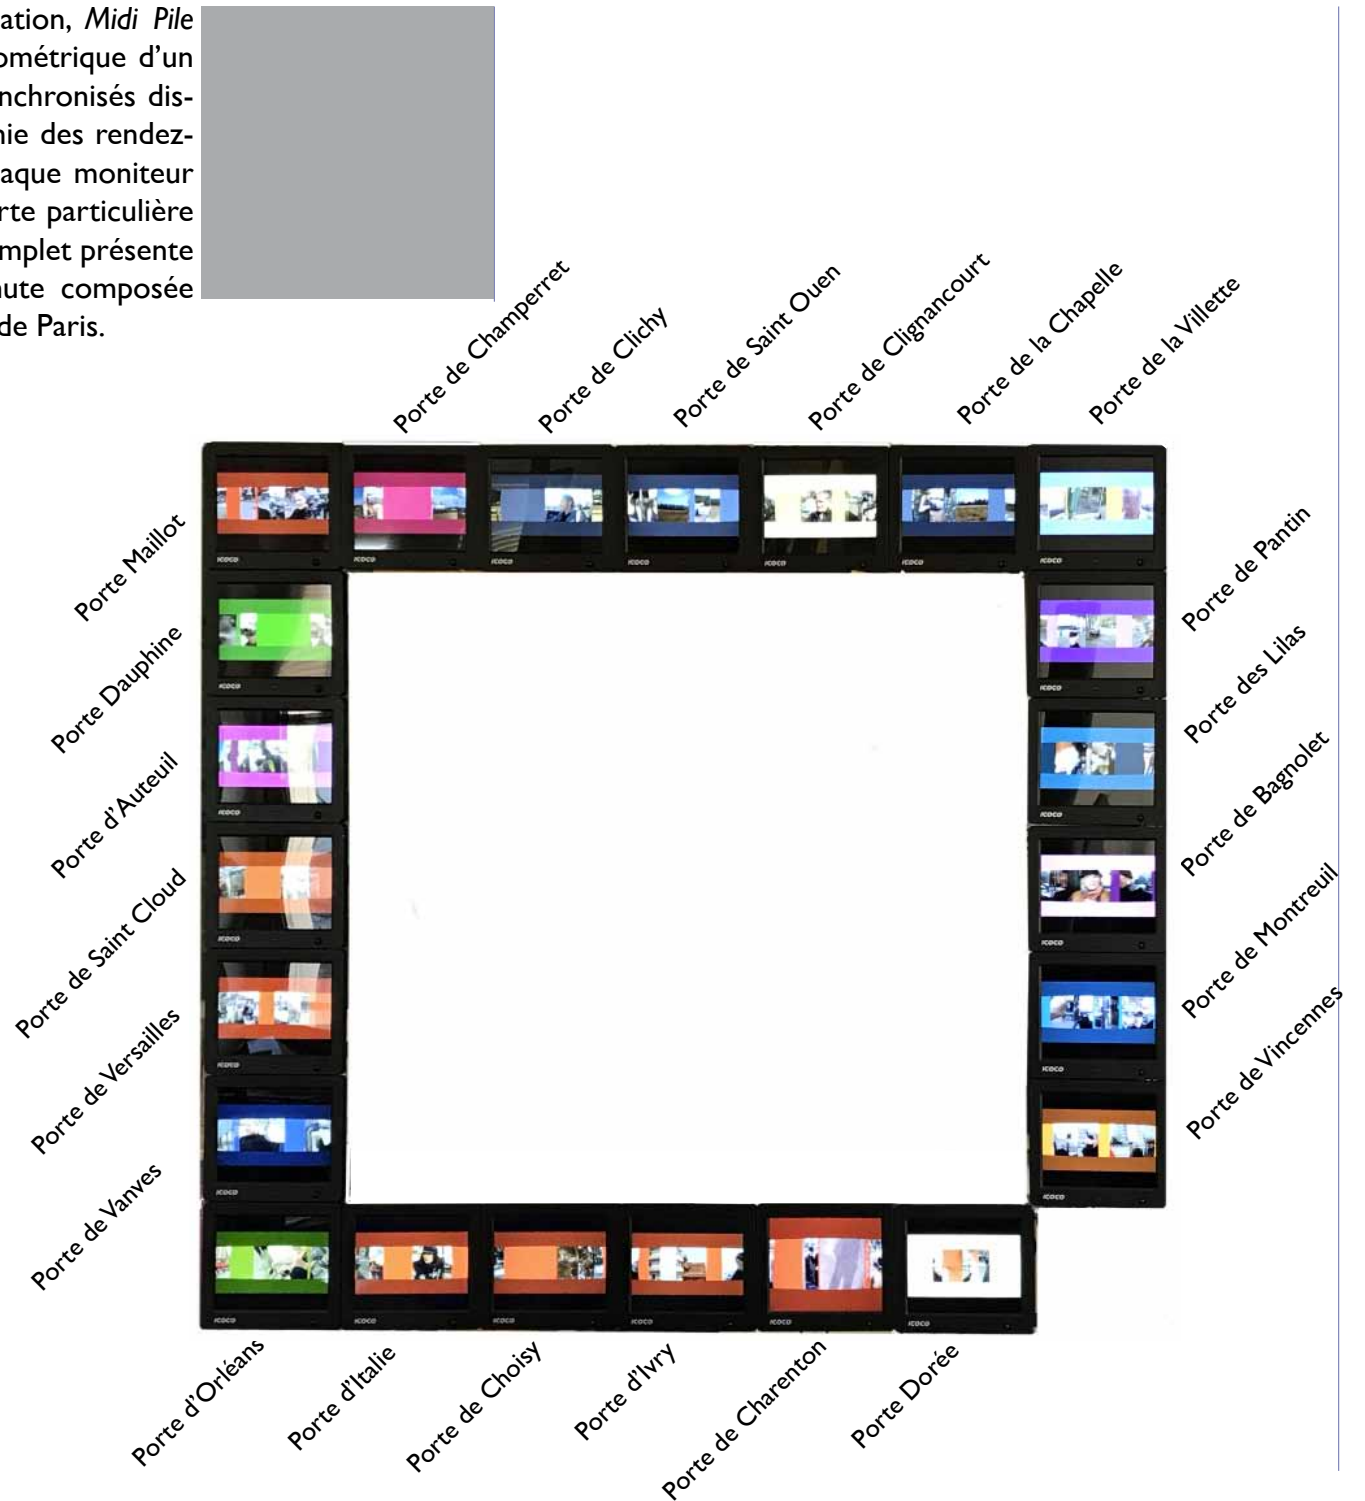 ation, Midi Pile
ométrique d'un
nchronisés dis-
nie des rendez-
aque moniteur
rte particulière
mplet présente
nute composée
de Paris.
Porte de Champerret
Porte de Clichy
Porte de Saint Ouen
Porte de Clignancourt
Porte de la Chapelle
Porte de la Villette
Porte Maillot
Porte Dauphine
Porte d'Auteuil
Porte de Saint Cloud
Porte de Versailles
Porte de Vanves
Porte de Pantin
Porte des Lilas
Porte de Bagnolet
Porte de Montreuil
Porte de Vincennes
Porte d'Orléans
Porte d'Italie
Porte de Choisy
Porte d'Ivry
Porte de Charenton
Porte Dorée